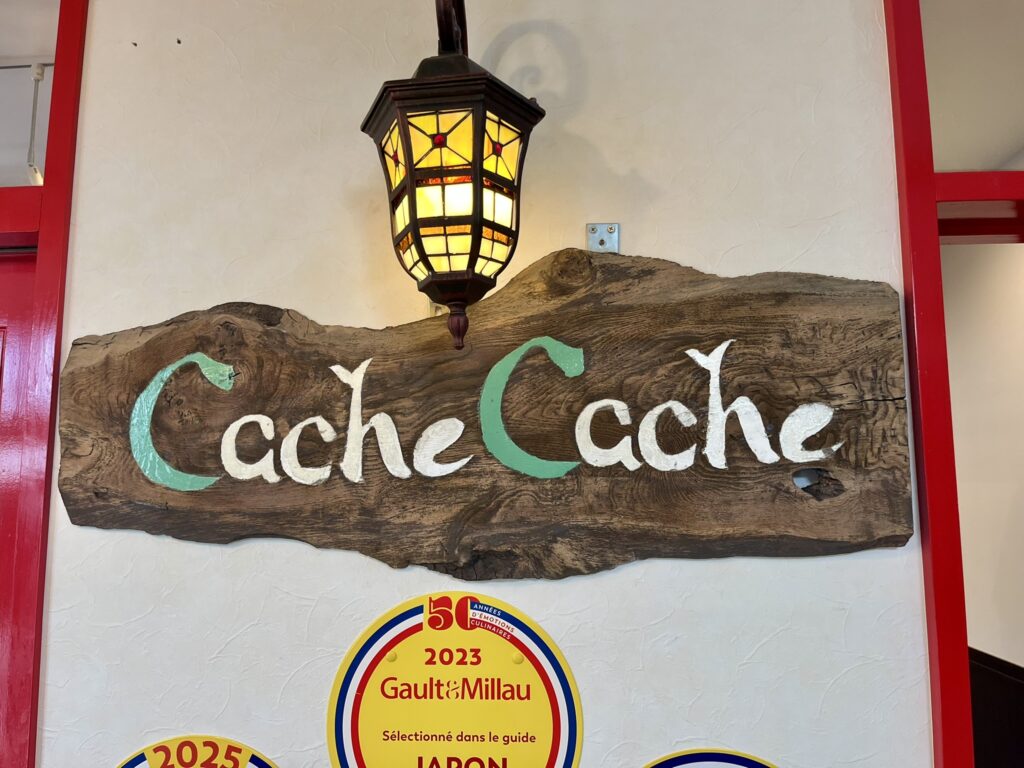 Cache Cache
50 ANNÉES
D'ÉMOTIONS
CULINAIRES
2023
Gault&Millau
Sélectionné dans le guide
JAPON
2025